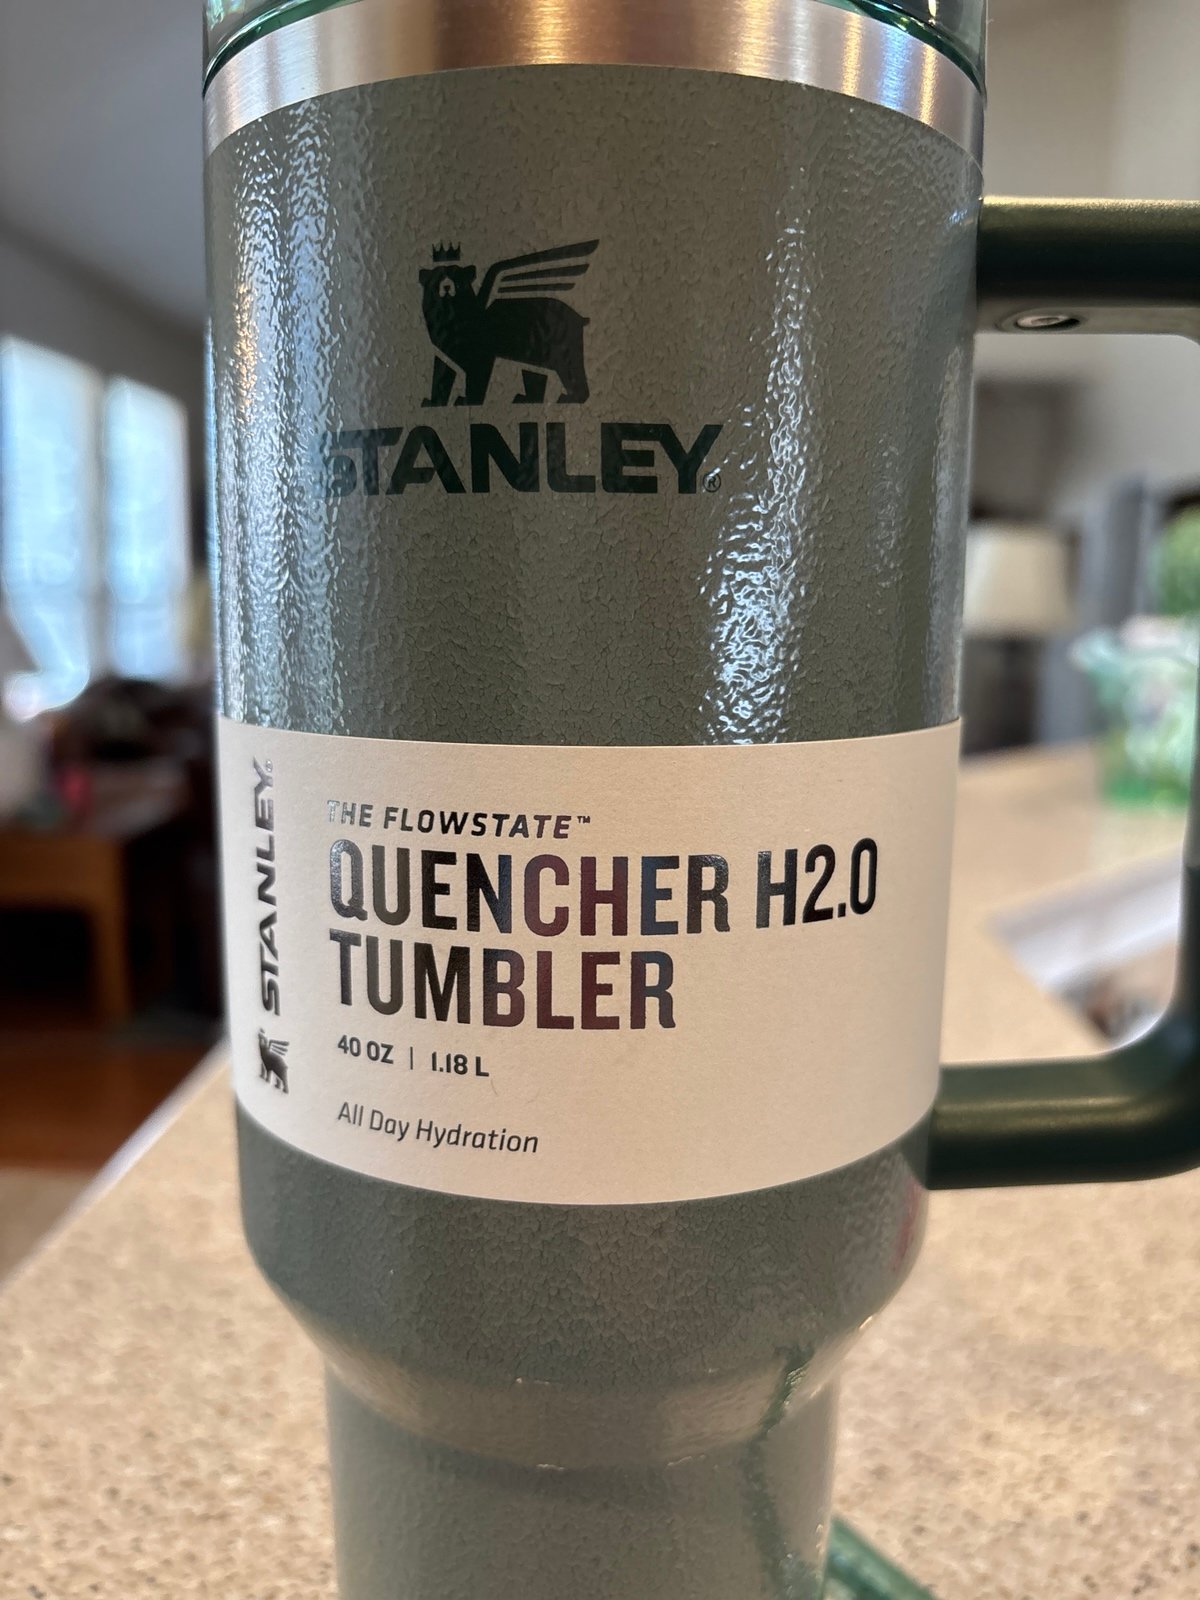 STANLEY®
STANLEY®
THE FLOWSTATE™
QUENCHER H2.0
TUMBLER
40 OZ | 1.18 L
All Day Hydration